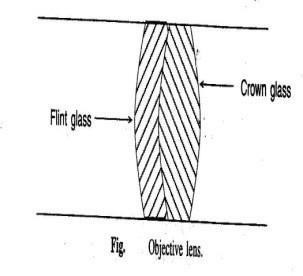 Crown glass
Flint glass
Fig. Objective lens.